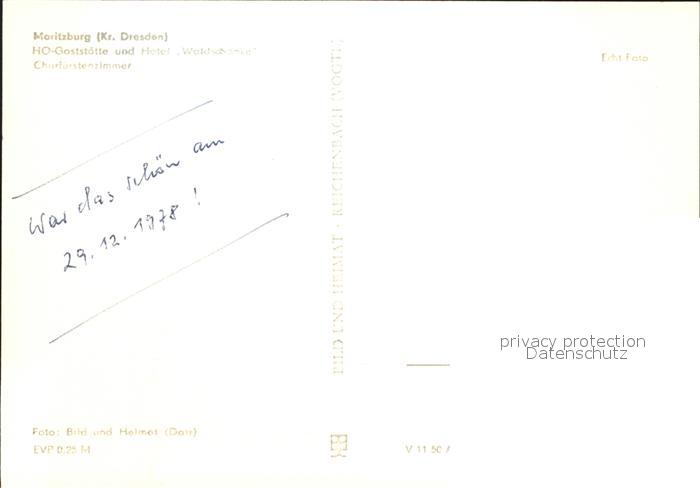 Moritzburg (Kr. Dresden)
HO-Gaststätte und Hotel „Waldschänke"
Churfürstenzimmer
Echt Foto
War das schön am
29.12.1978!
BILD UND HEIMAT · REICHENBACH (VOGTL)
privacy protection
Datenschutz
Foto: Bild und Heimat (Darr)
EVP 0,25 M
V 11 50